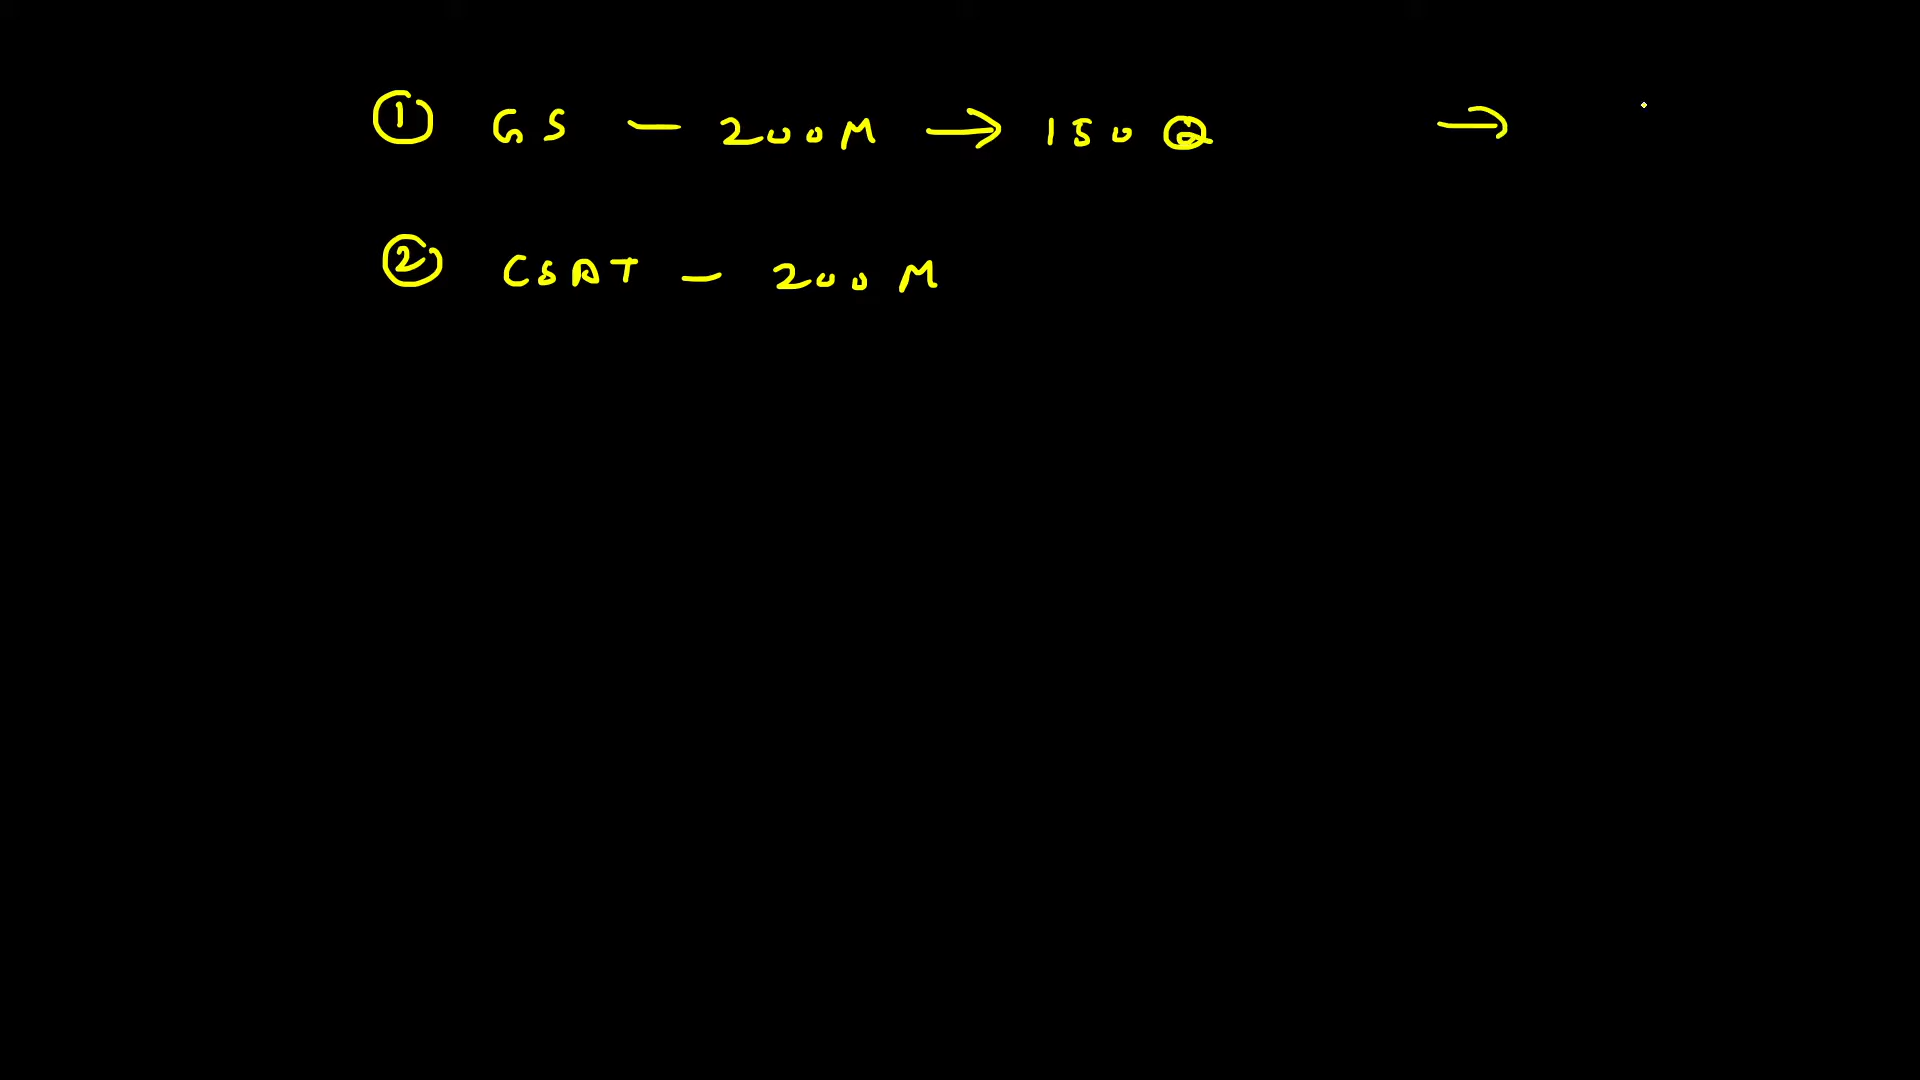 ① GS - 200M → 150 Q →
② CSAT - 200 M